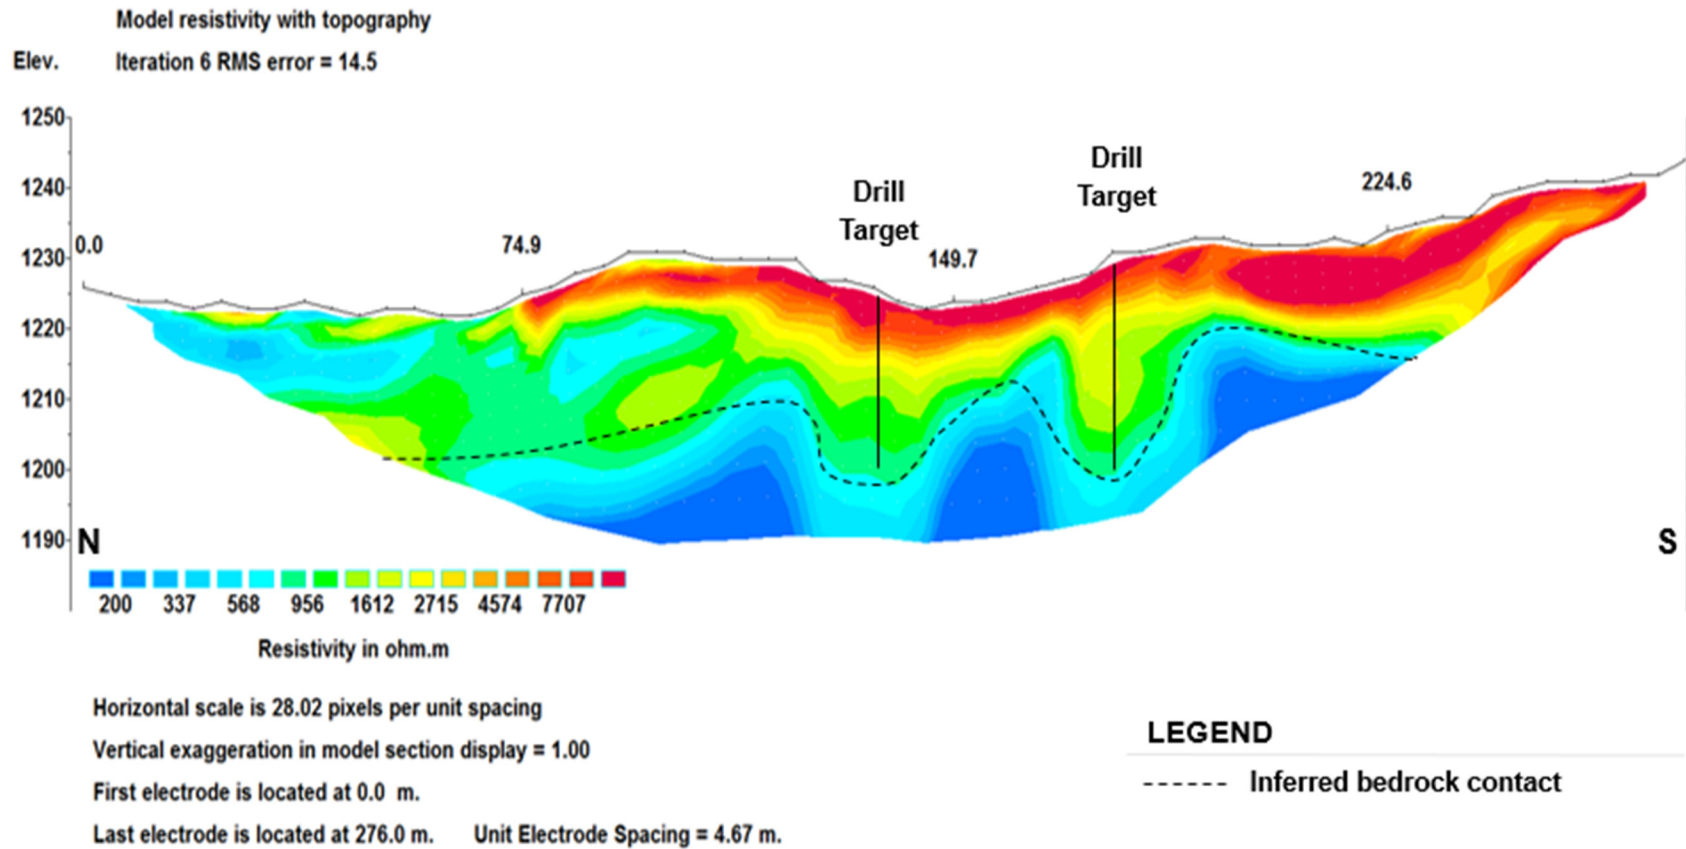 Model resistivity with topography
Elev. Iteration 6 RMS error = 14.5
1250
Drill
Target
Drill
Target
1240
224.6
0.0
74.9
149.7
1230
1220
1210
1200
1190
N
S
200 337 568 956 1612 2715 4574 7707
Resistivity in ohm.m
Horizontal scale is 28.02 pixels per unit spacing
Vertical exaggeration in model section display = 1.00
First electrode is located at 0.0 m.
Last electrode is located at 276.0 m. Unit Electrode Spacing = 4.67 m.
LEGEND
Inferred bedrock contact